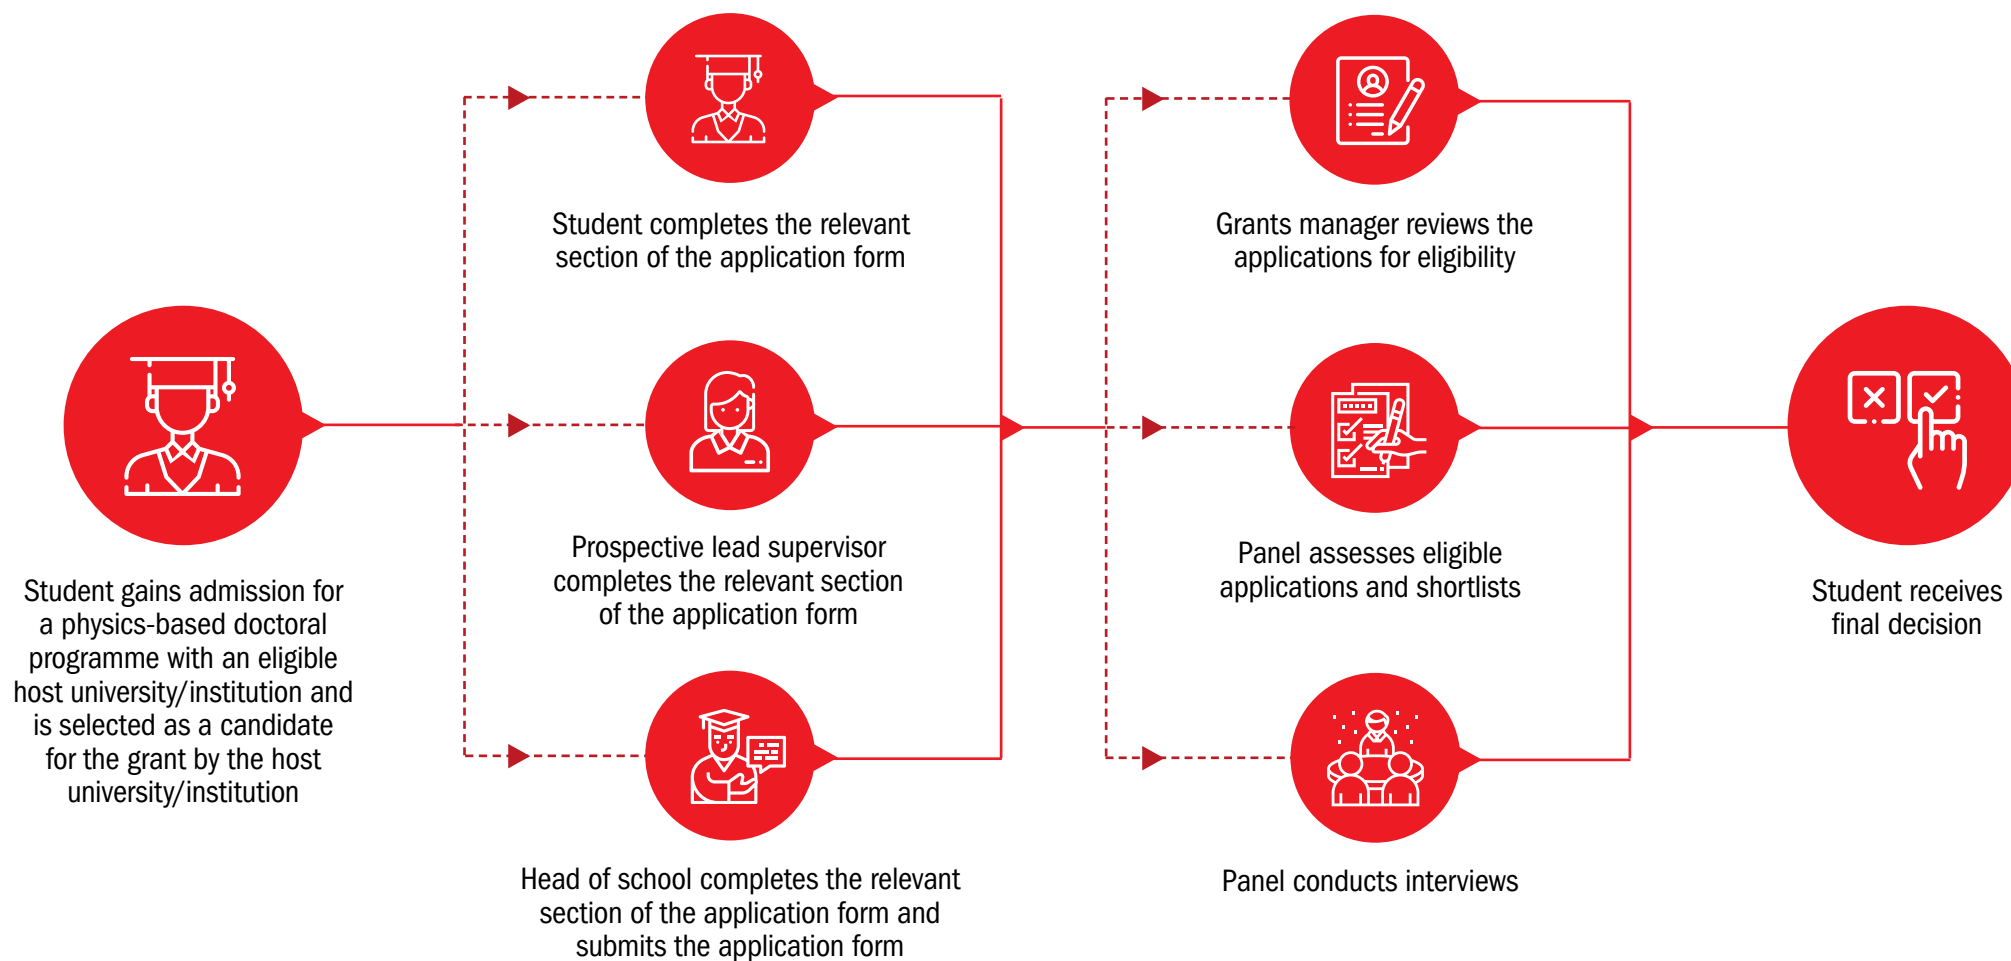 Student gains admission for
a physics-based doctoral
programme with an eligible
host university/institution and
is selected as a candidate
for the grant by the host
university/institution
Student completes the relevant
section of the application form
Prospective lead supervisor
completes the relevant section
of the application form
Head of school completes the relevant
section of the application form and
submits the application form
Grants manager reviews the
applications for eligibility
Panel assesses eligible
applications and shortlists
Panel conducts interviews
Student receives
final decision